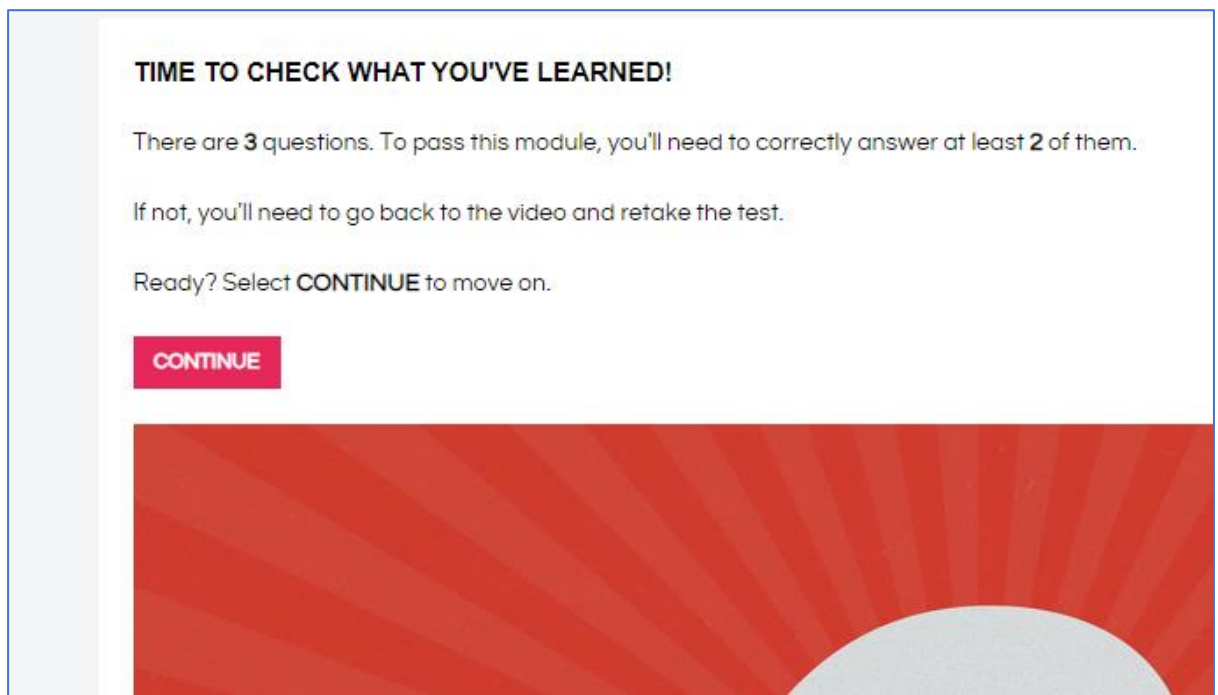 TIME TO CHECK WHAT YOU'VE LEARNED!
There are 3 questions. To pass this module, you'll need to correctly answer at least 2 of them.
If not, you'll need to go back to the video and retake the test.
Ready? Select CONTINUE to move on.
CONTINUE